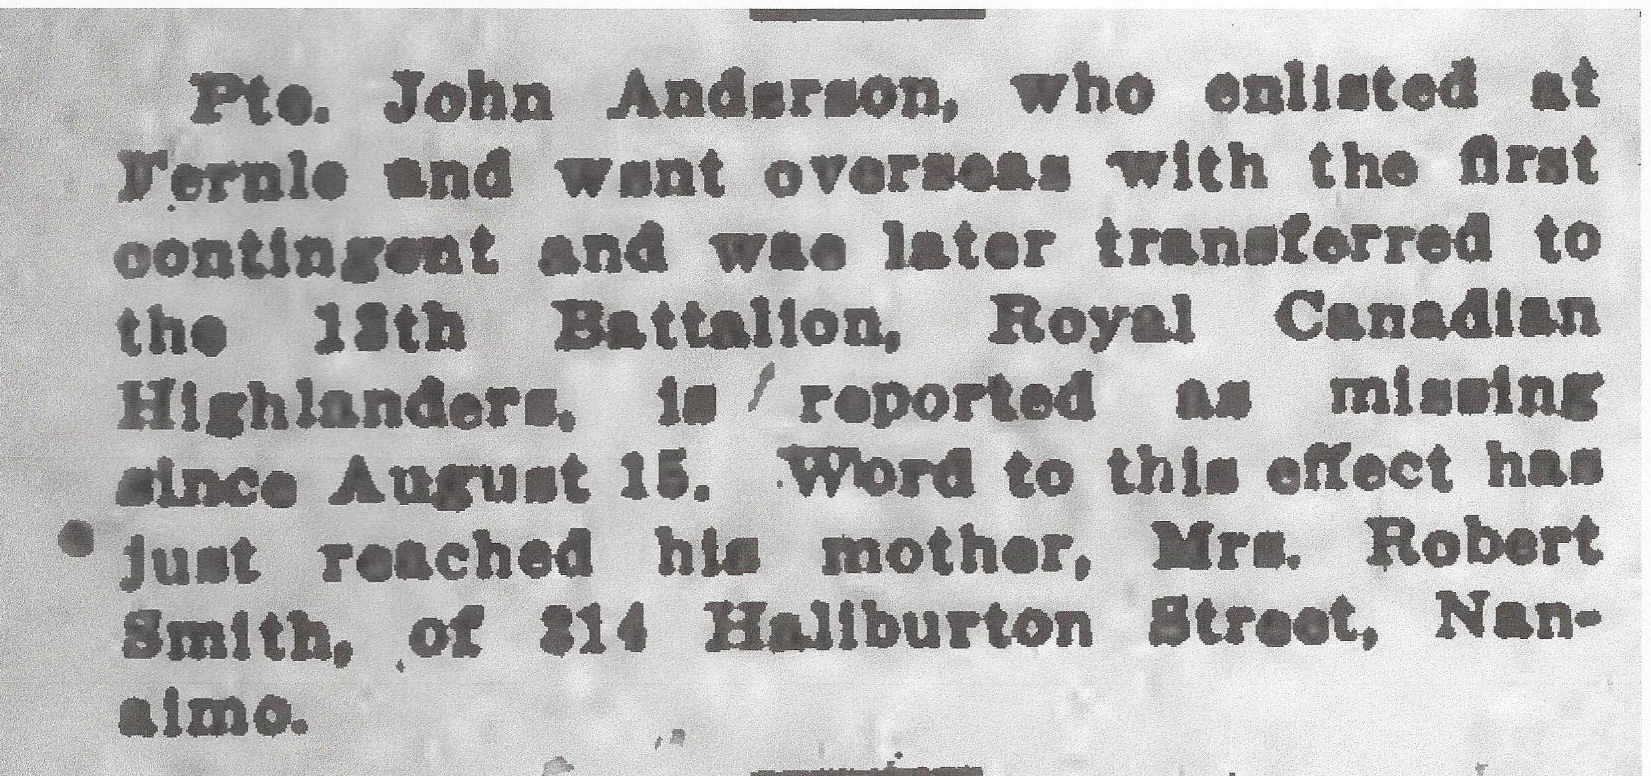 Pte. John Anderson, who enlisted at
Fernie and went overseas with the first
contingent and was later transferred to
the 13th Battalion, Royal Canadian
Highlanders, is reported as missing
since August 15. Word to this effect has
just reached his mother, Mrs. Robert
Smith, of 314 Haliburton Street, Nan-
aimo.